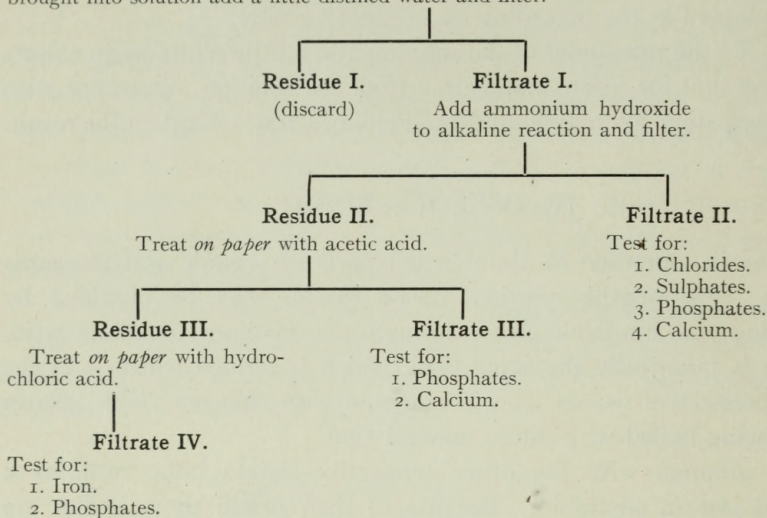 brought into solution add a little distilled water and filter.
Residue I.
(discard)
Filtrate I.
Add ammonium hydroxide
to alkaline reaction and filter.
Residue II.
Treat on paper with acetic acid.
Filtrate II.
Test for:
1. Chlorides.
2. Sulphates.
3. Phosphates.
4. Calcium.
Residue III.
Treat on paper with hydro-
chloric acid.
Filtrate III.
Test for:
1. Phosphates.
2. Calcium.
Filtrate IV.
Test for:
1. Iron.
2. Phosphates.